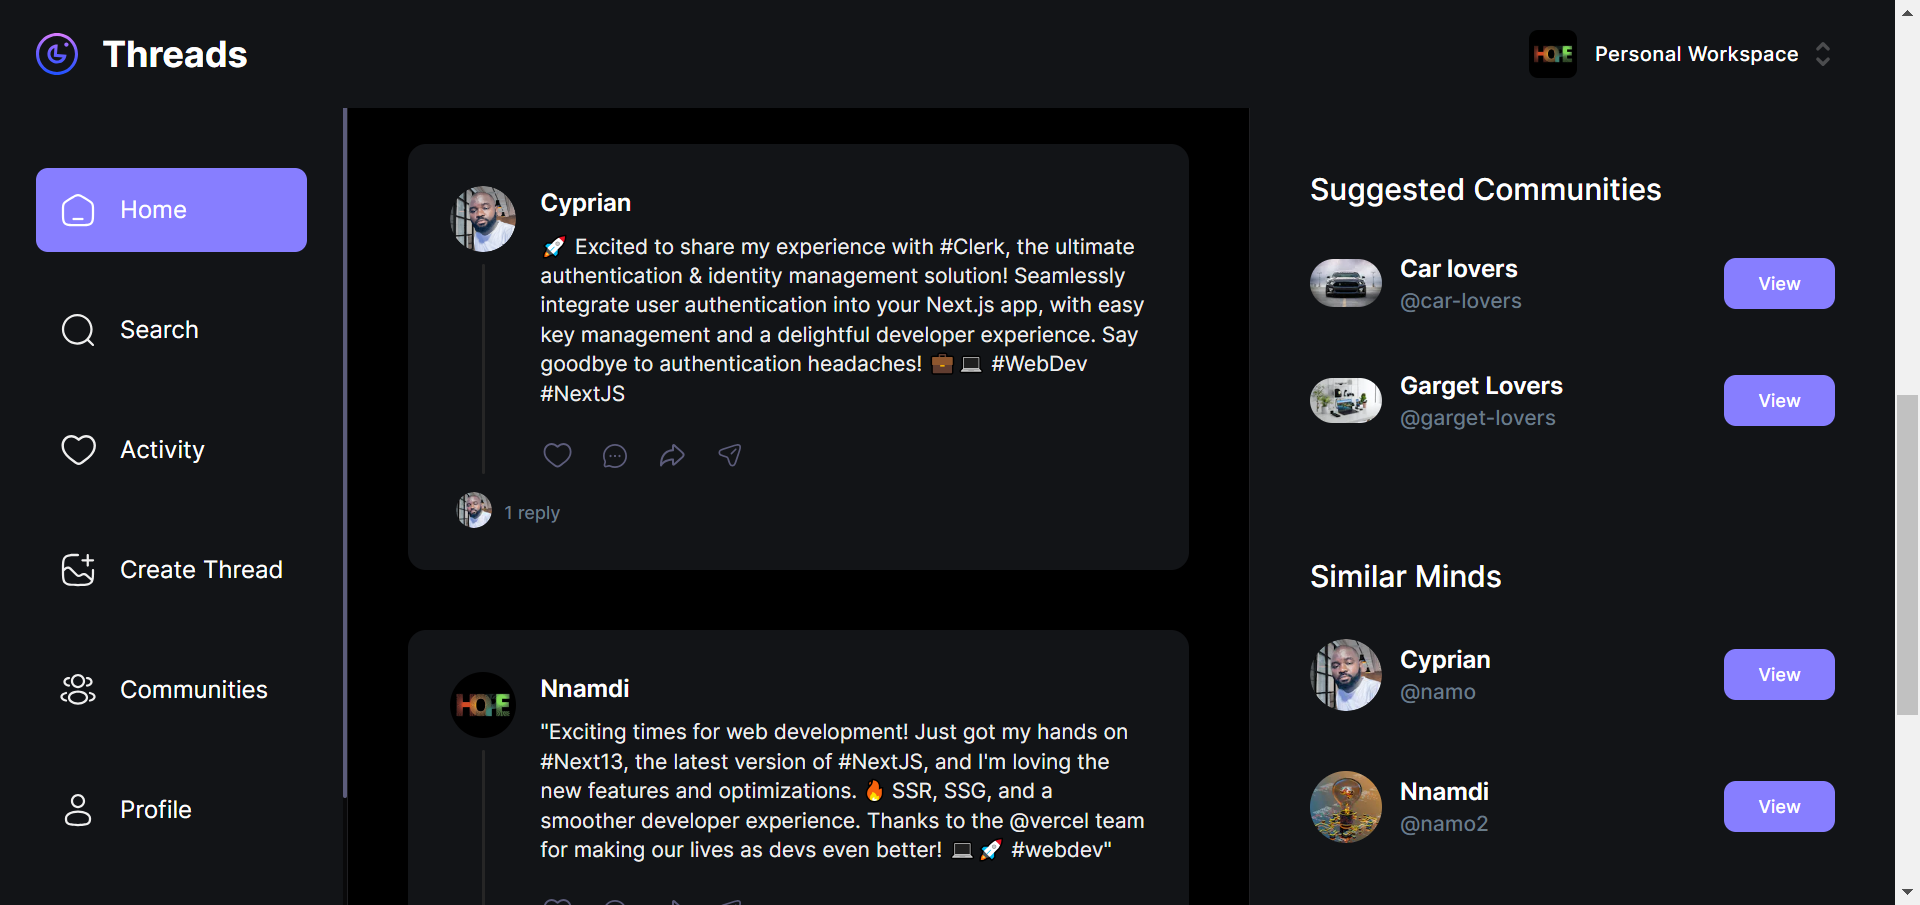 Threads
HOPE
Personal Workspace
Home
Search
Activity
Create Thread
Communities
Profile
Cyprian
🚀 Excited to share my experience with #Clerk, the ultimate
authentication & identity management solution! Seamlessly
integrate user authentication into your Next.js app, with easy
key management and a delightful developer experience. Say
goodbye to authentication headaches! 💼💻 #WebDev
#NextJS
1 reply
HOPE
Nnamdi
"Exciting times for web development! Just got my hands on
#Next13, the latest version of #NextJS, and I'm loving the
new features and optimizations. 🔥 SSR, SSG, and a
smoother developer experience. Thanks to the @vercel team
for making our lives as devs even better! 💻🚀 #webdev"
Suggested Communities
Car lovers
@car-lovers
View
Garget Lovers
@garget-lovers
View
Similar Minds
Cyprian
@namo
View
Nnamdi
@namo2
View